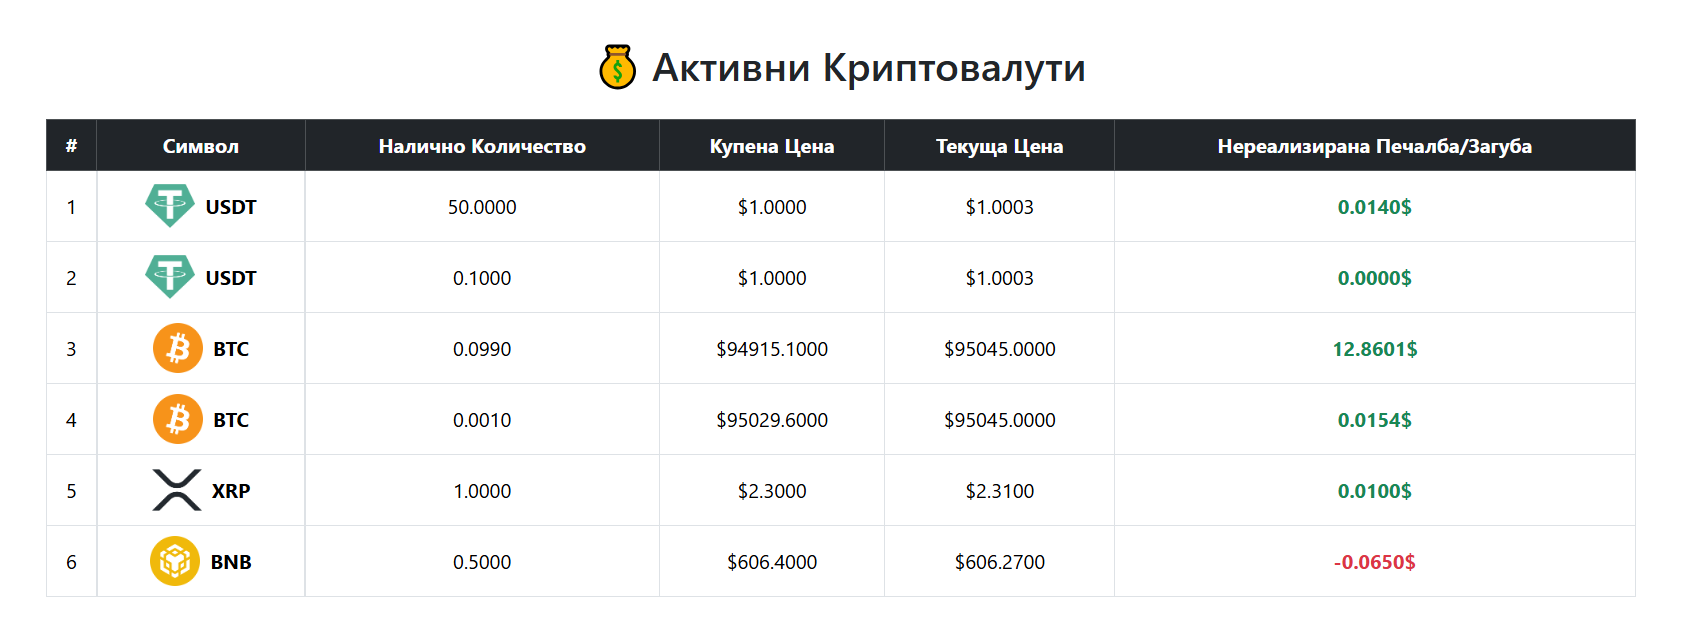 Активни Криптовалути
# Символ Налично Количество Купена Цена Текуща Цена Нереализирана Печалба/Загуба
1 USDT 50.0000 $1.0000 $1.0003 0.0140$
2 USDT 0.1000 $1.0000 $1.0003 0.0000$
3 BTC 0.0990 $94915.1000 $95045.0000 12.8601$
4 BTC 0.0010 $95029.6000 $95045.0000 0.0154$
5 XRP 1.0000 $2.3000 $2.3100 0.0100$
6 BNB 0.5000 $606.4000 $606.2700 -0.0650$